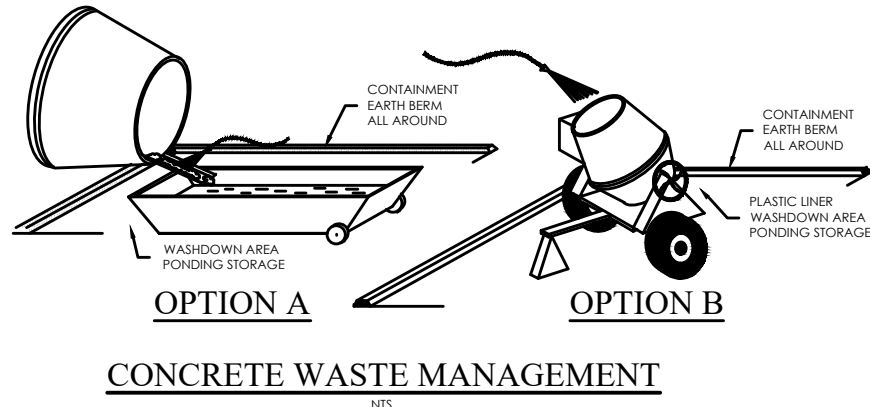 CONTAINMENT
EARTH BERM
ALL AROUND
WASHDOWN AREA
PONDING STORAGE
OPTION A
CONTAINMENT
EARTH BERM
ALL AROUND
PLASTIC LINER
WASHDOWN AREA
PONDING STORAGE
OPTION B
CONCRETE WASTE MANAGEMENT
NTS